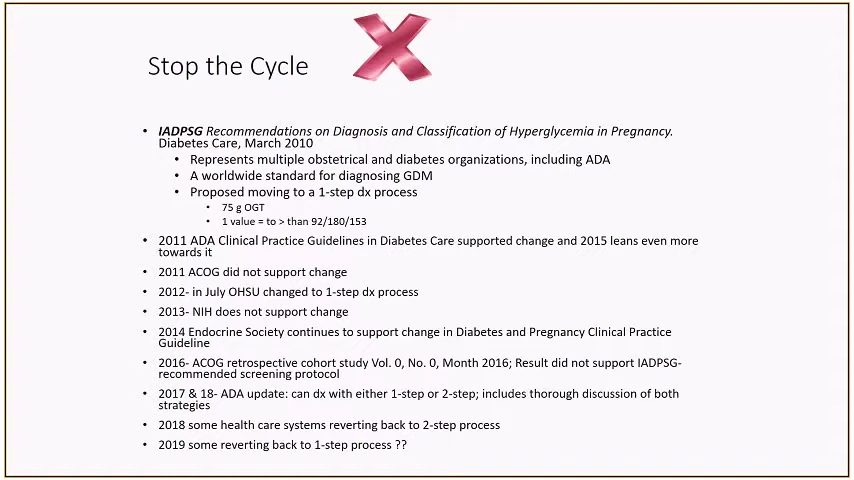 Stop the Cycle
• IADPSG Recommendations on Diagnosis and Classification of Hyperglycemia in Pregnancy.
Diabetes Care, March 2010
• Represents multiple obstetrical and diabetes organizations, including ADA
• A worldwide standard for diagnosing GDM
• Proposed moving to a 1-step dx process
• 75 g OGT
• 1 value = to > than 92/180/153
• 2011 ADA Clinical Practice Guidelines in Diabetes Care supported change and 2015 leans even more
towards it
• 2011 ACOG did not support change
• 2012- in July OHSU changed to 1-step dx process
• 2013- NIH does not support change
• 2014 Endocrine Society continues to support change in Diabetes and Pregnancy Clinical Practice
Guideline
• 2016- ACOG retrospective cohort study Vol. 0, No. 0, Month 2016; Result did not support IADPSG-
recommended screening protocol
• 2017 & 18- ADA update: can dx with either 1-step or 2-step; includes thorough discussion of both
strategies
• 2018 some health care systems reverting back to 2-step process
• 2019 some reverting back to 1-step process ??